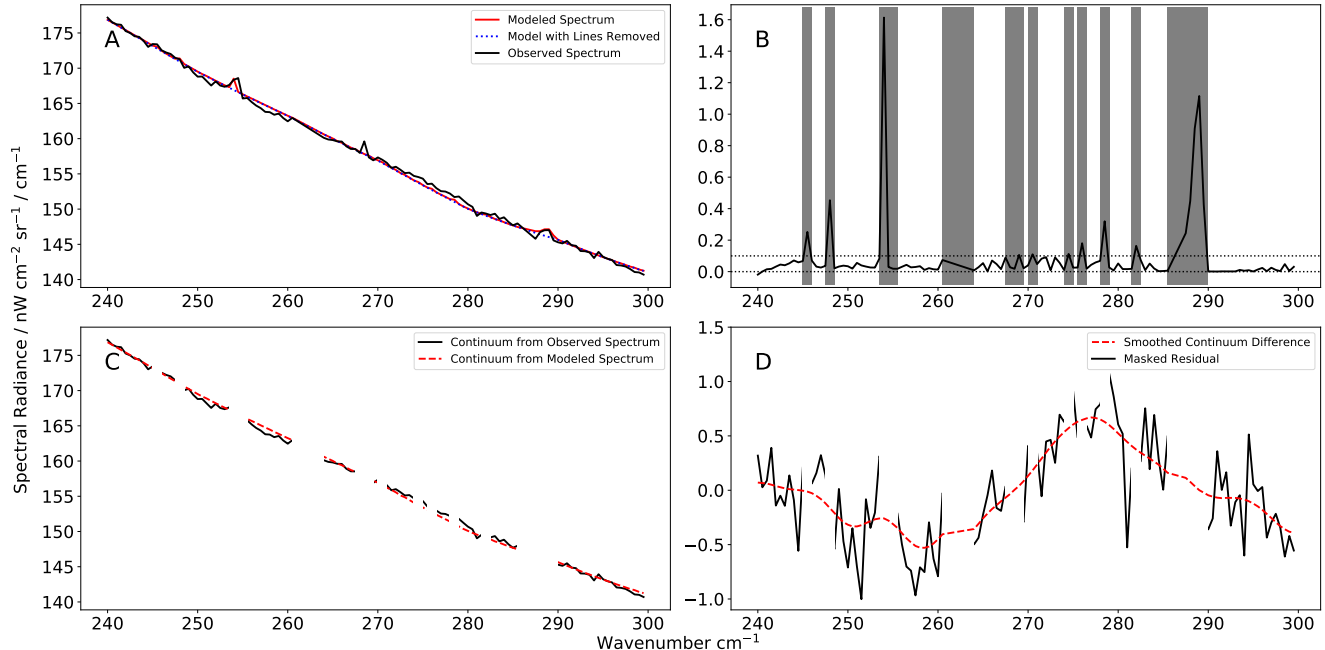 Spectral Radiance / nW cm⁻² sr⁻¹ / cm⁻¹
A
Modeled Spectrum
Model with Lines Removed
Observed Spectrum
175
170
165
160
155
150
145
140
240 250 260 270 280 290 300
B
1.6
1.4
1.2
1.0
0.8
0.6
0.4
0.2
0.0
240 250 260 270 280 290 300
C
Continuum from Observed Spectrum
Continuum from Modeled Spectrum
175
170
165
160
155
150
145
140
240 250 260 270 280 290 300
D
Smoothed Continuum Difference
Masked Residual
1.5
1.0
0.5
0.0
−0.5
−1.0
240 250 260 270 280 290 300
Wavenumber cm⁻¹